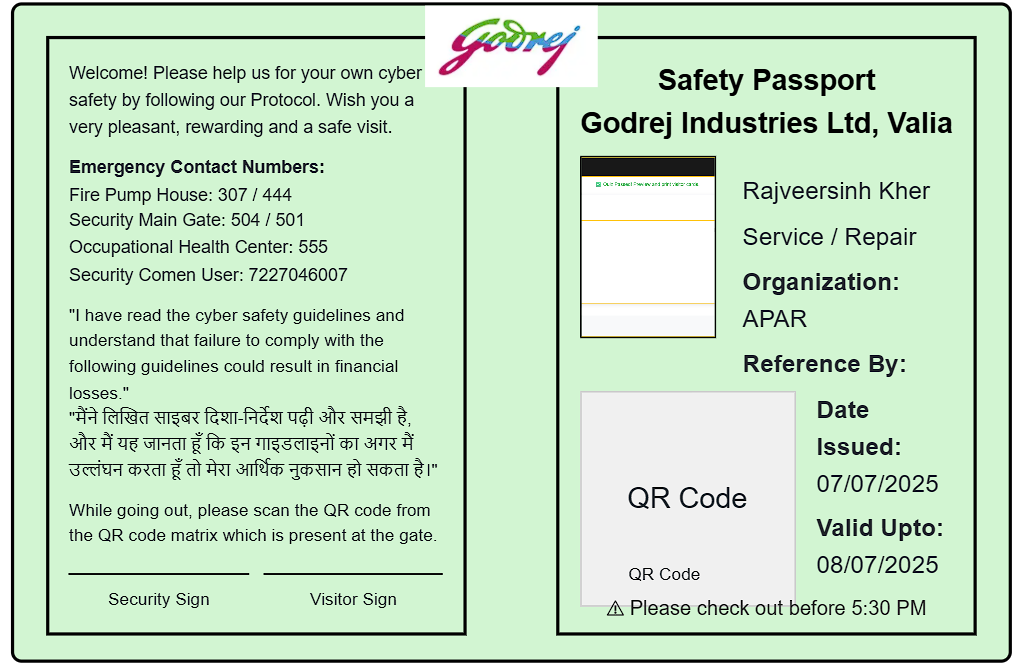 Godrej
Welcome! Please help us for your own cyber
safety by following our Protocol. Wish you a
very pleasant, rewarding and a safe visit.
Emergency Contact Numbers:
Fire Pump House: 307 / 444
Security Main Gate: 504 / 501
Occupational Health Center: 555
Security Comen User: 7227046007
"I have read the cyber safety guidelines and
understand that failure to comply with the
following guidelines could result in financial
losses."
"मैंने लिखित साइबर दिशा-निर्देश पढ़ी और समझी है,
और मैं यह जानता हूँ कि इन गाइडलाइनों का अगर मैं
उल्लंघन करता हूँ तो मेरा आर्थिक नुकसान हो सकता है।"
While going out, please scan the QR code from
the QR code matrix which is present at the gate.
Security Sign
Visitor Sign
Safety Passport
Godrej Industries Ltd, Valia
Rajveersinh Kher
Service / Repair
Organization:
APAR
Reference By:
QR Code
QR Code
Date
Issued:
07/07/2025
Valid Upto:
08/07/2025
⚠ Please check out before 5:30 PM